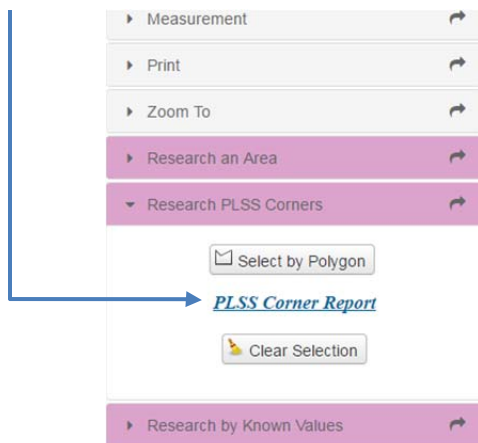 Measurement
Print
Zoom To
Research an Area
Research PLSS Corners
Select by Polygon
PLSS Corner Report
Clear Selection
Research by Known Values